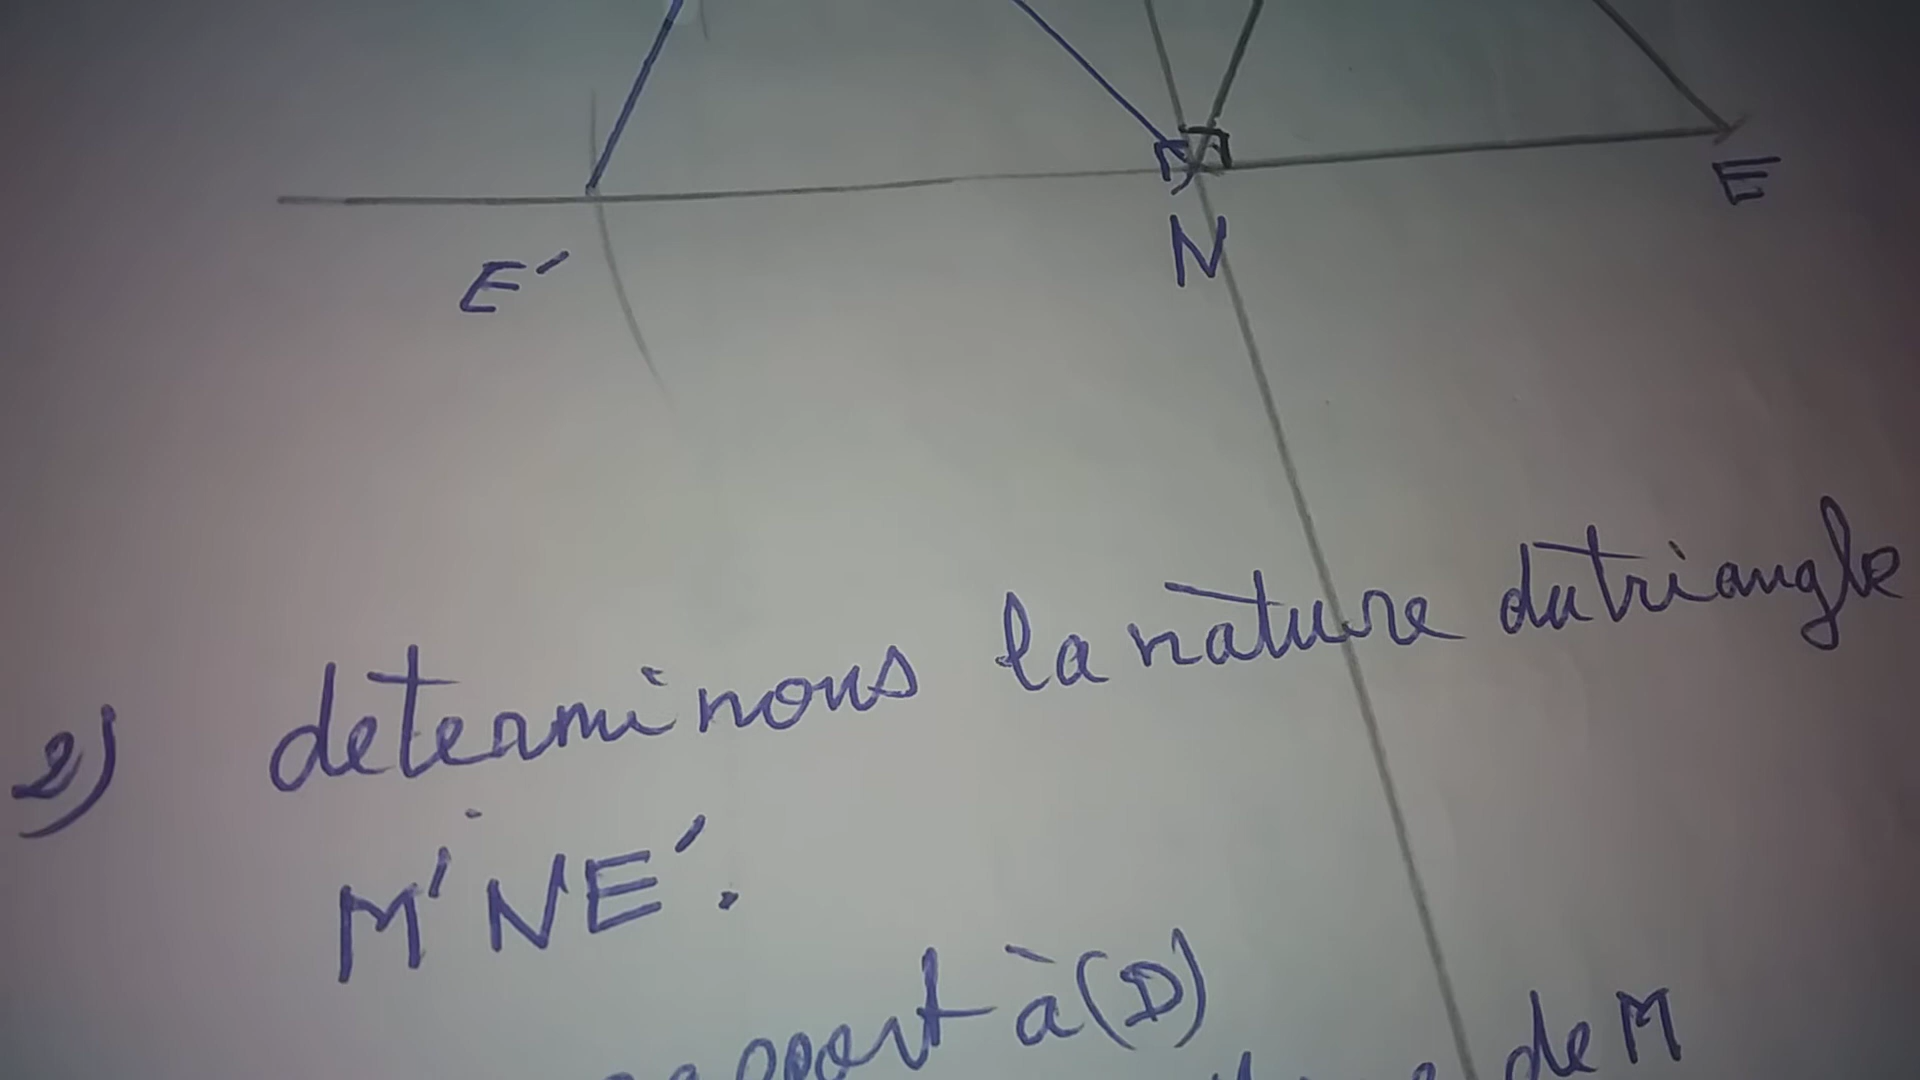 E'
N
E
2) determinons la nature du triangle
M'NE'.
à (D)
de M